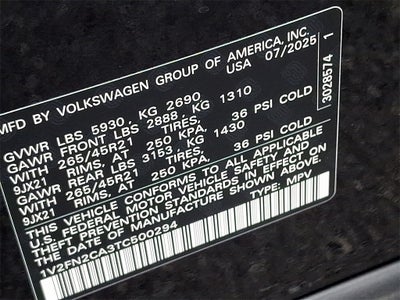 MFD BY VOLKSWAGEN GROUP OF AMERICA, INC.
USA 07/2025
GVWR LBS 5930, KG 2690
GAWR FRONT LBS 2888, KG 1310
WITH 265/45R21 TIRES,
9JX21 RIMS, AT 250 KPA, 36 PSI COLD
GAWR REAR LBS 3153, KG 1430
WITH 265/45R21 TIRES,
9JX21 RIMS, AT 250 KPA, 36 PSI COLD
THIS VEHICLE CONFORMS TO ALL APPLICABLE
U.S. FEDERAL MOTOR VEHICLE SAFETY AND
THEFT PREVENTION STANDARDS IN EFFECT ON
THE DATE OF MANUFACTURE SHOWN ABOVE.
1V2FN2CA3TC500294 TYPE: MPV
3028574 1